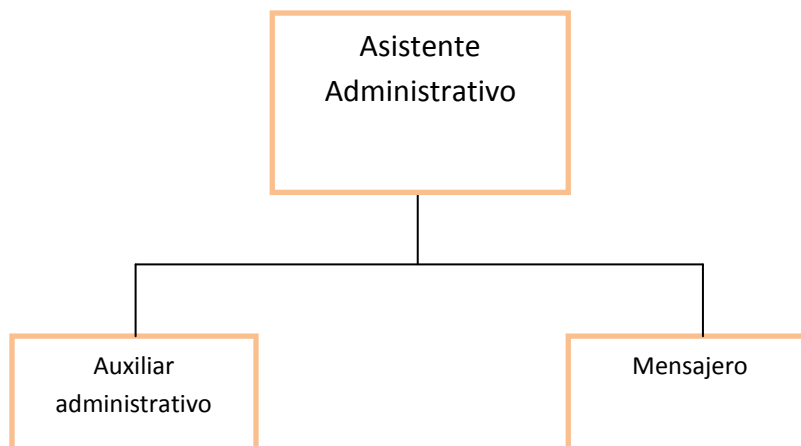 Asistente
Administrativo
Auxiliar
administrativo
Mensajero